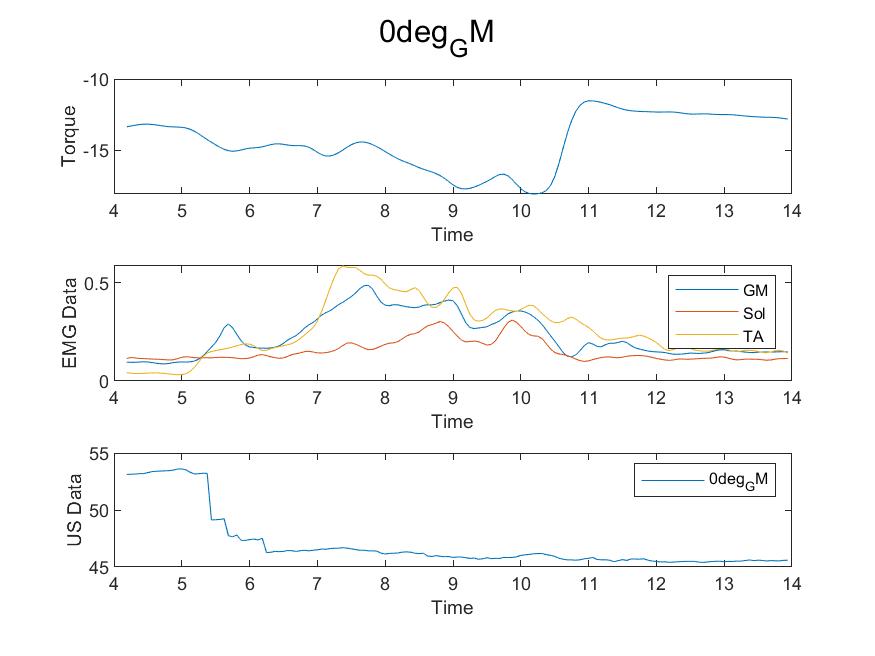 0deg_GM
-10
-15
Torque
4 5 6 7 8 9 10 11 12 13 14
Time
0.5
0
EMG Data
GM
Sol
TA
4 5 6 7 8 9 10 11 12 13 14
Time
55
50
45
US Data
0deg_GM
4 5 6 7 8 9 10 11 12 13 14
Time